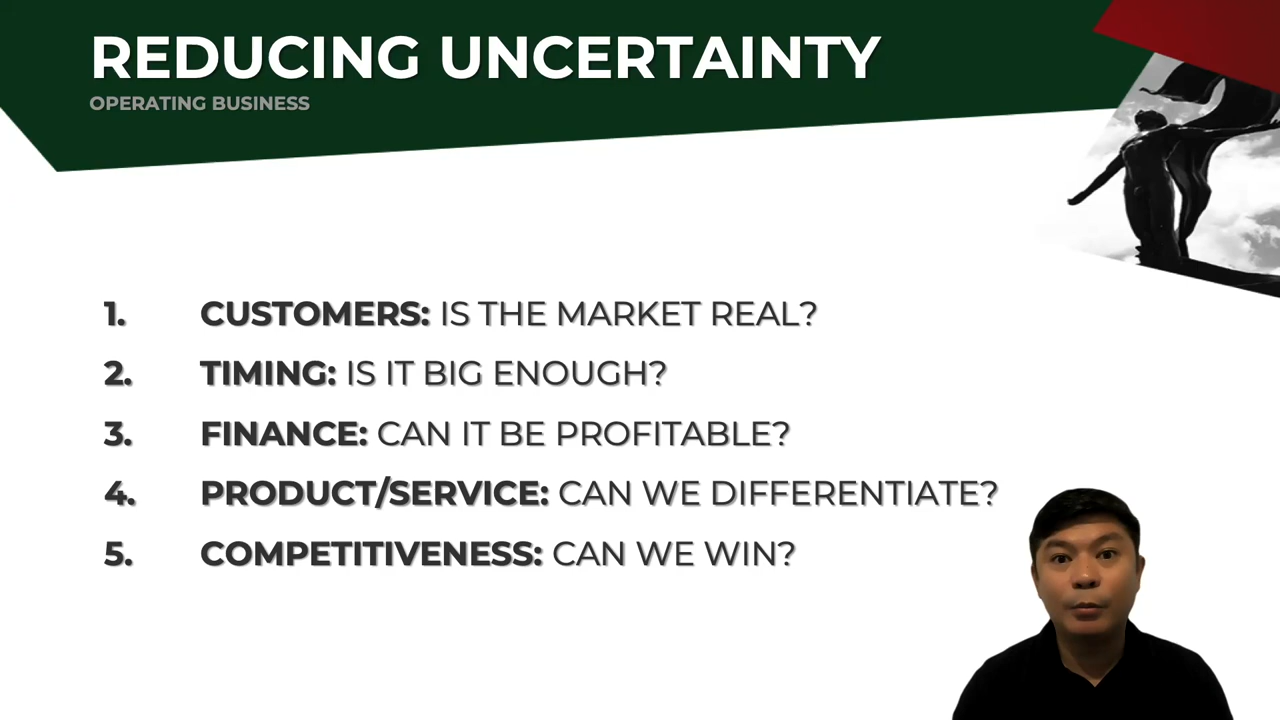 REDUCING UNCERTAINTY
OPERATING BUSINESS
1. CUSTOMERS: IS THE MARKET REAL?
2. TIMING: IS IT BIG ENOUGH?
3. FINANCE: CAN IT BE PROFITABLE?
4. PRODUCT/SERVICE: CAN WE DIFFERENTIATE?
5. COMPETITIVENESS: CAN WE WIN?